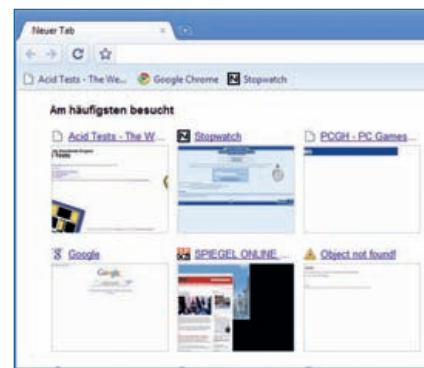 Neuer Tab
Acid Tests - The We... Google Chrome Stopwatch
Am häufigsten besucht
Acid Tests - The W... Stopwatch PCGH - PC Games...
Google SPIEGEL ONLINE ... Object not found!
Google